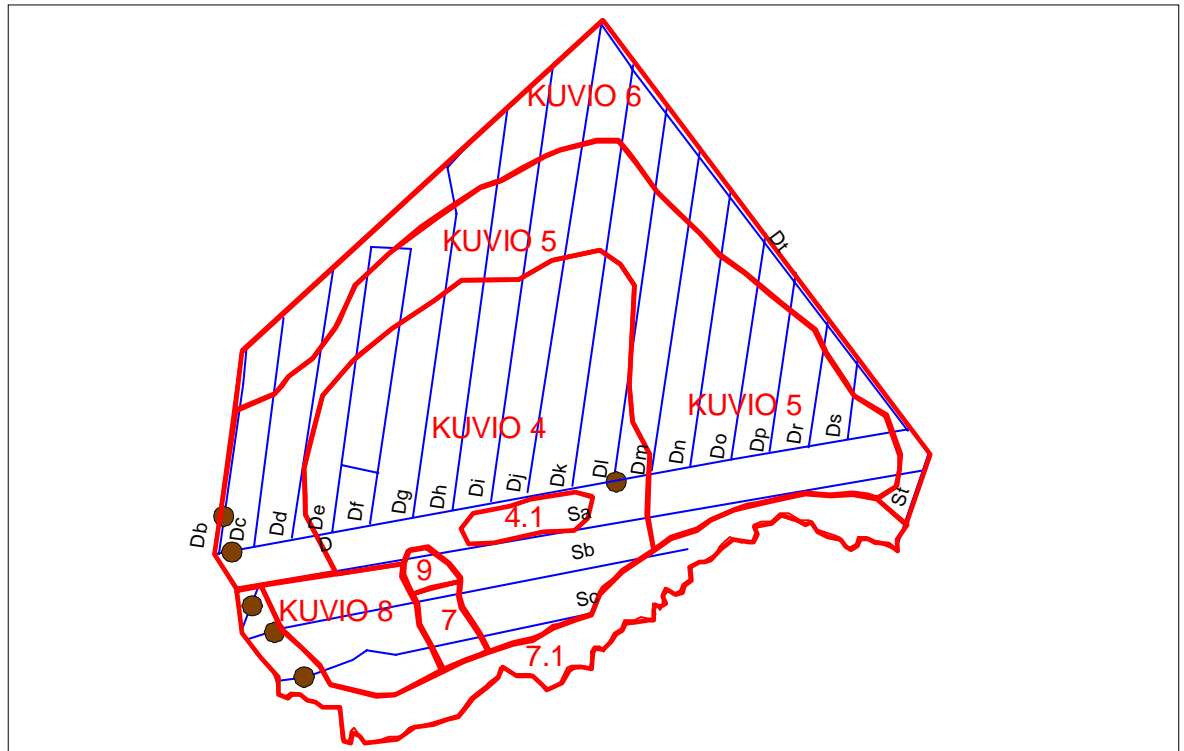 KUVIO 6
KUVIO 5
Dt
KUVIO 4
KUVIO 5
Db
Dc
Dd
De
D
Df
Dg
Dh
Di
Dj
Dk
Dl
Dm
Dn
Do
Dp
Dr
Ds
St
4.1
Sa
Sb
Sc
9
KUVIO 8
7
7.1